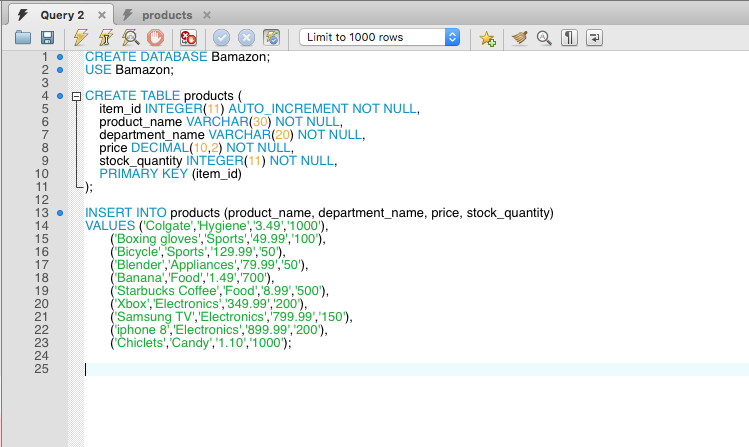 Query 2
products
Limit to 1000 rows
1 CREATE DATABASE Bamazon;
2 USE Bamazon;
3
4 CREATE TABLE products (
5 item_id INTEGER(11) AUTO_INCREMENT NOT NULL,
6 product_name VARCHAR(30) NOT NULL,
7 department_name VARCHAR(20) NOT NULL,
8 price DECIMAL(10,2) NOT NULL,
9 stock_quantity INTEGER(11) NOT NULL,
10 PRIMARY KEY (item_id)
11 );
12
13 INSERT INTO products (product_name, department_name, price, stock_quantity)
14 VALUES ('Colgate','Hygiene','3.49','1000'),
15 ('Boxing gloves','Sports','49.99','100'),
16 ('Bicycle','Sports','129.99','50'),
17 ('Blender','Appliances','79.99','50'),
18 ('Banana','Food','1.49','700'),
19 ('Starbucks Coffee','Food','8.99','500'),
20 ('Xbox','Electronics','349.99','200'),
21 ('Samsung TV','Electronics','799.99','150'),
22 ('iphone 8','Electronics','899.99','200'),
23 ('Chiclets','Candy','1.10','1000');
24
25